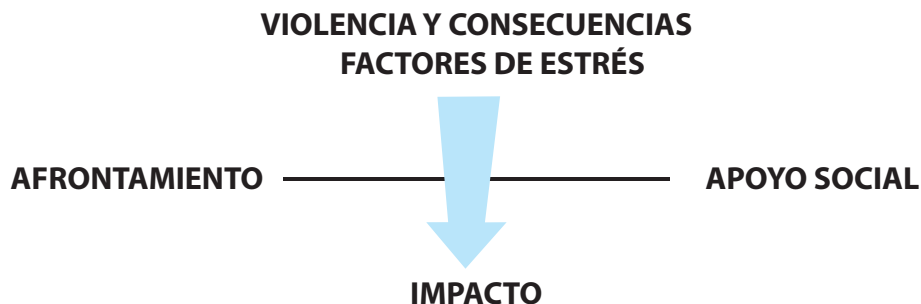 VIOLENCIA Y CONSECUENCIAS
FACTORES DE ESTRÉS
AFRONTAMIENTO
APOYO SOCIAL
IMPACTO